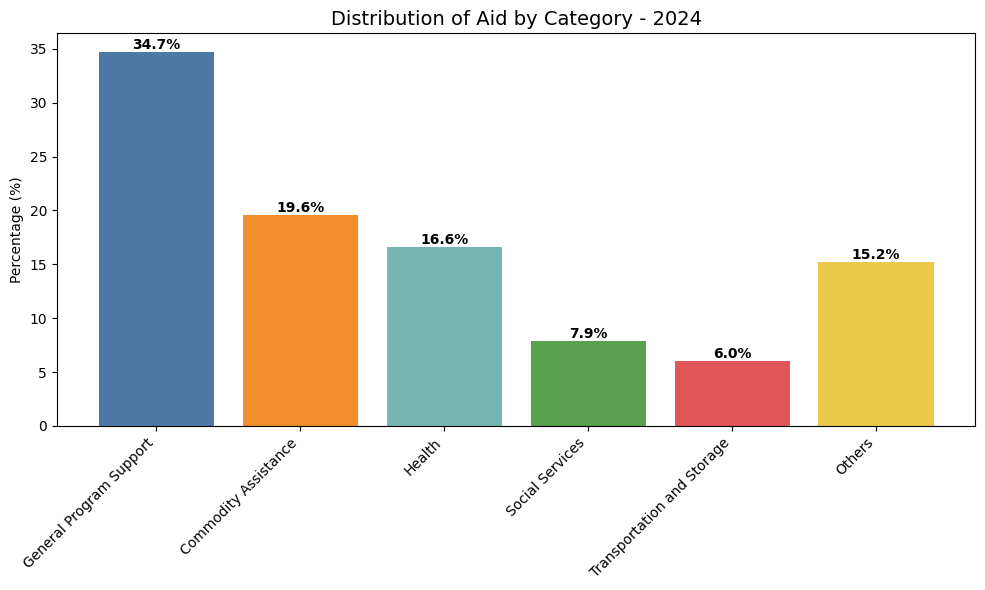 Distribution of Aid by Category - 2024
Percentage (%)
35
30
25
20
15
10
5
0
34.7%
19.6%
16.6%
7.9%
6.0%
15.2%
General Program Support
Commodity Assistance
Health
Social Services
Transportation and Storage
Others